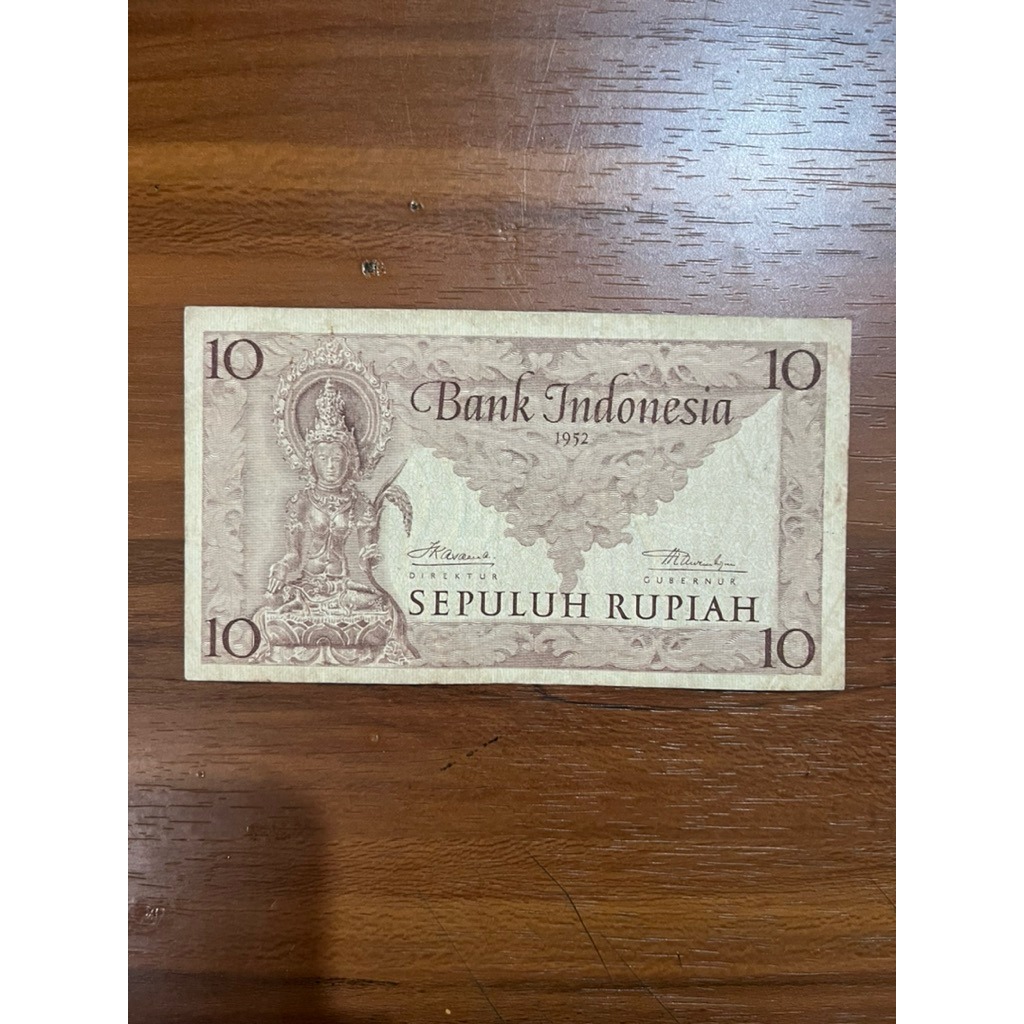 10 10
Bank Indonesia
1952
DIREKTUR GUBERNUR
SEPULUH RUPIAH
10 10